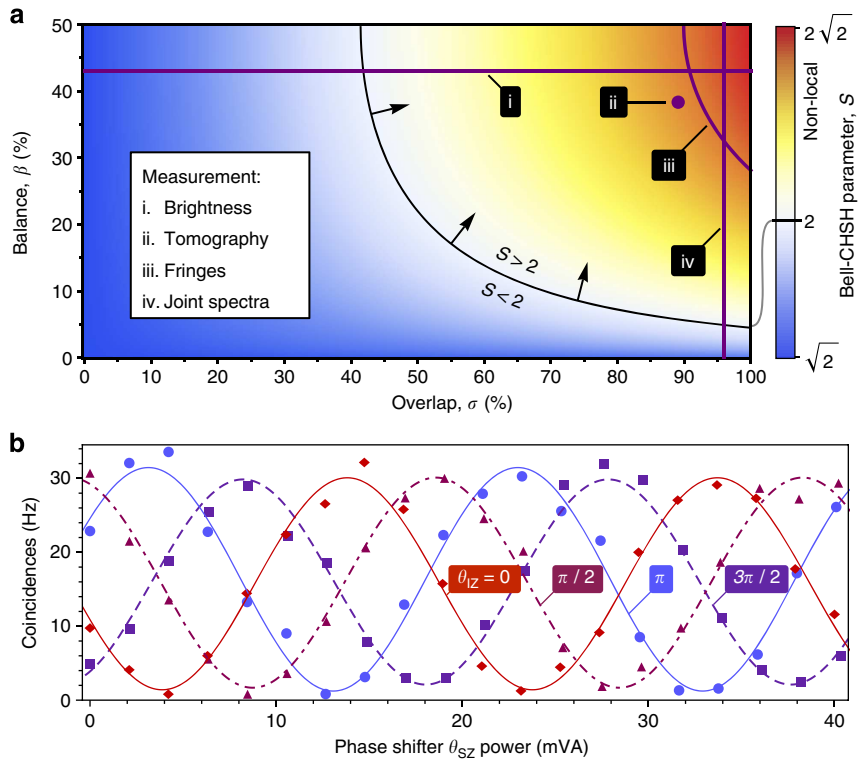 a
50
40
30
20
10
0
Balance, β (%)
0 10 20 30 40 50 60 70 80 90 100
Overlap, σ (%)
Measurement:
i. Brightness
ii. Tomography
iii. Fringes
iv. Joint spectra
i
ii
iii
iv
S > 2
S < 2
2√2
Non-local
2
√2
Bell-CHSH parameter, S
b
30
20
10
0
Coincidences (Hz)
θIZ = 0
π / 2
π
3π / 2
0 10 20 30 40
Phase shifter θSZ power (mVA)